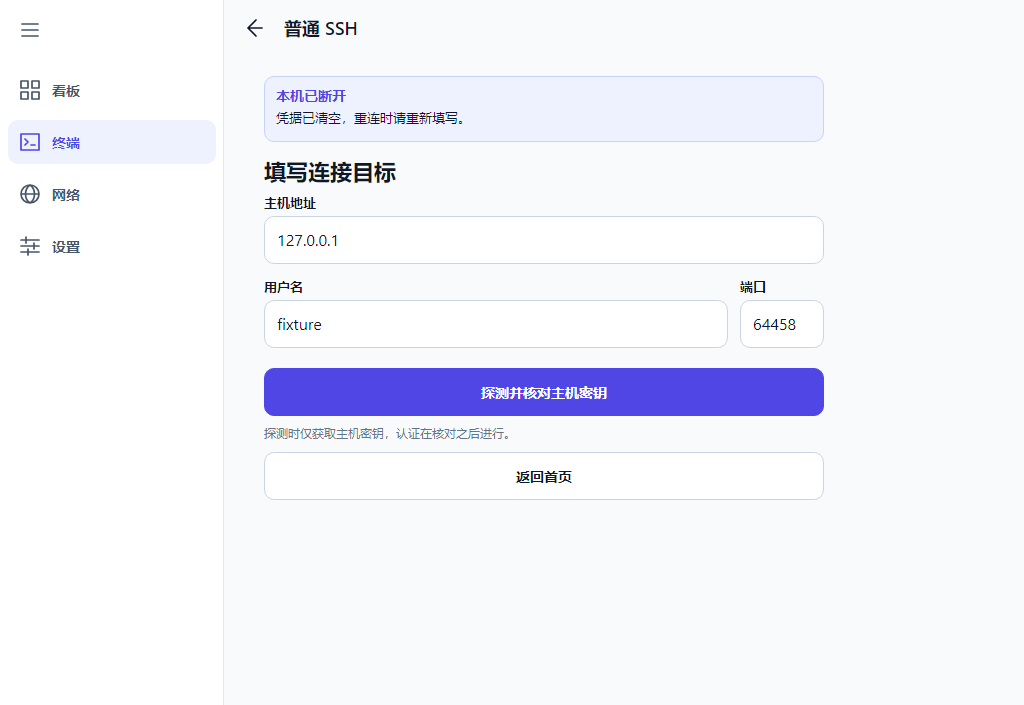 普通 SSH
看板
终端
网络
设置
本机已断开
凭据已清空，重连时请重新填写。
填写连接目标
主机地址
127.0.0.1
用户名
端口
fixture
64458
探测并核对主机密钥
探测时仅获取主机密钥，认证在核对之后进行。
返回首页